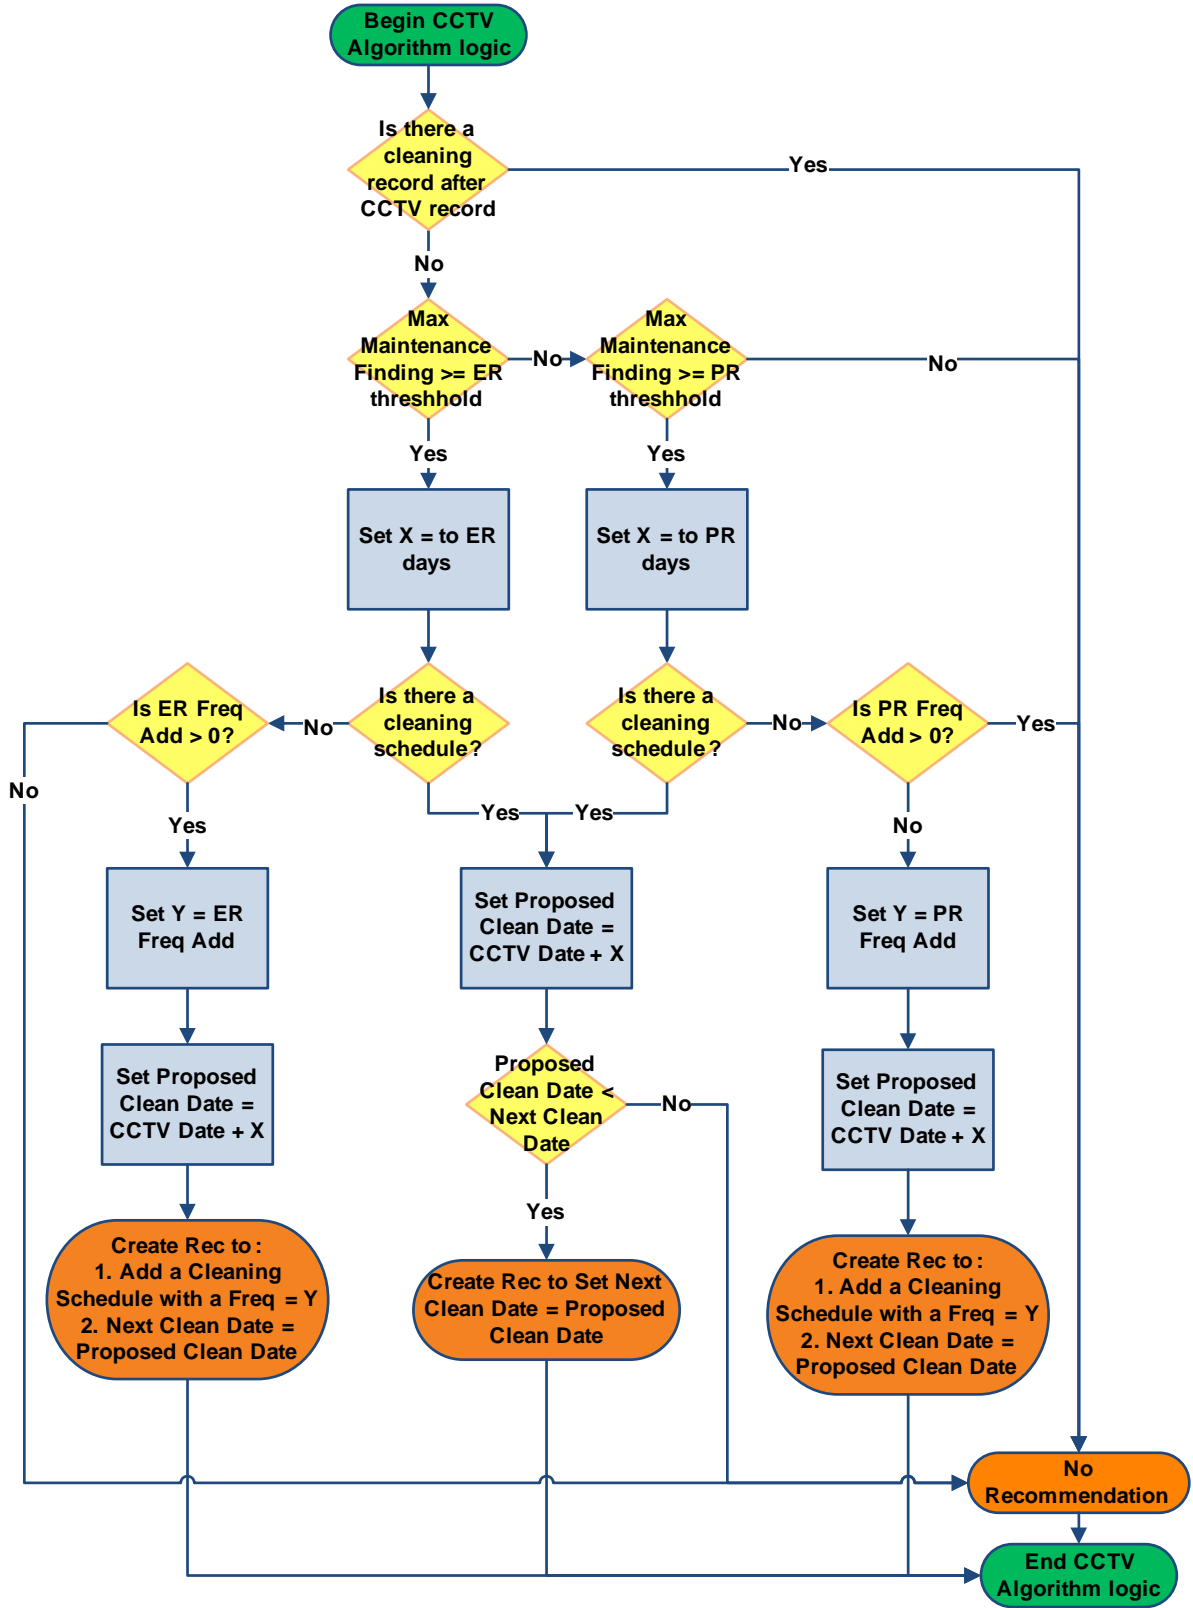 Begin CCTV
Algorithm logic
Is there a
cleaning
record after
CCTV record
Yes
No
Max
Maintenance
Finding >= ER
threshhold
No
Max
Maintenance
Finding >= PR
threshhold
No
Yes
Yes
Set X = to ER
days
Set X = to PR
days
Is ER Freq
Add > 0?
No
Is there a
cleaning
schedule?
Is there a
cleaning
schedule?
No
Is PR Freq
Add > 0?
Yes
No
Yes
Yes
Yes
No
Set Y = ER
Freq Add
Set Proposed
Clean Date =
CCTV Date + X
Set Y = PR
Freq Add
Set Proposed
Clean Date =
CCTV Date + X
Proposed
Clean Date <
Next Clean
Date
No
Set Proposed
Clean Date =
CCTV Date + X
Yes
Create Rec to:
1. Add a Cleaning
Schedule with a Freq = Y
2. Next Clean Date =
Proposed Clean Date
Create Rec to Set Next
Clean Date = Proposed
Clean Date
Create Rec to:
1. Add a Cleaning
Schedule with a Freq = Y
2. Next Clean Date =
Proposed Clean Date
No
Recommendation
End CCTV
Algorithm logic